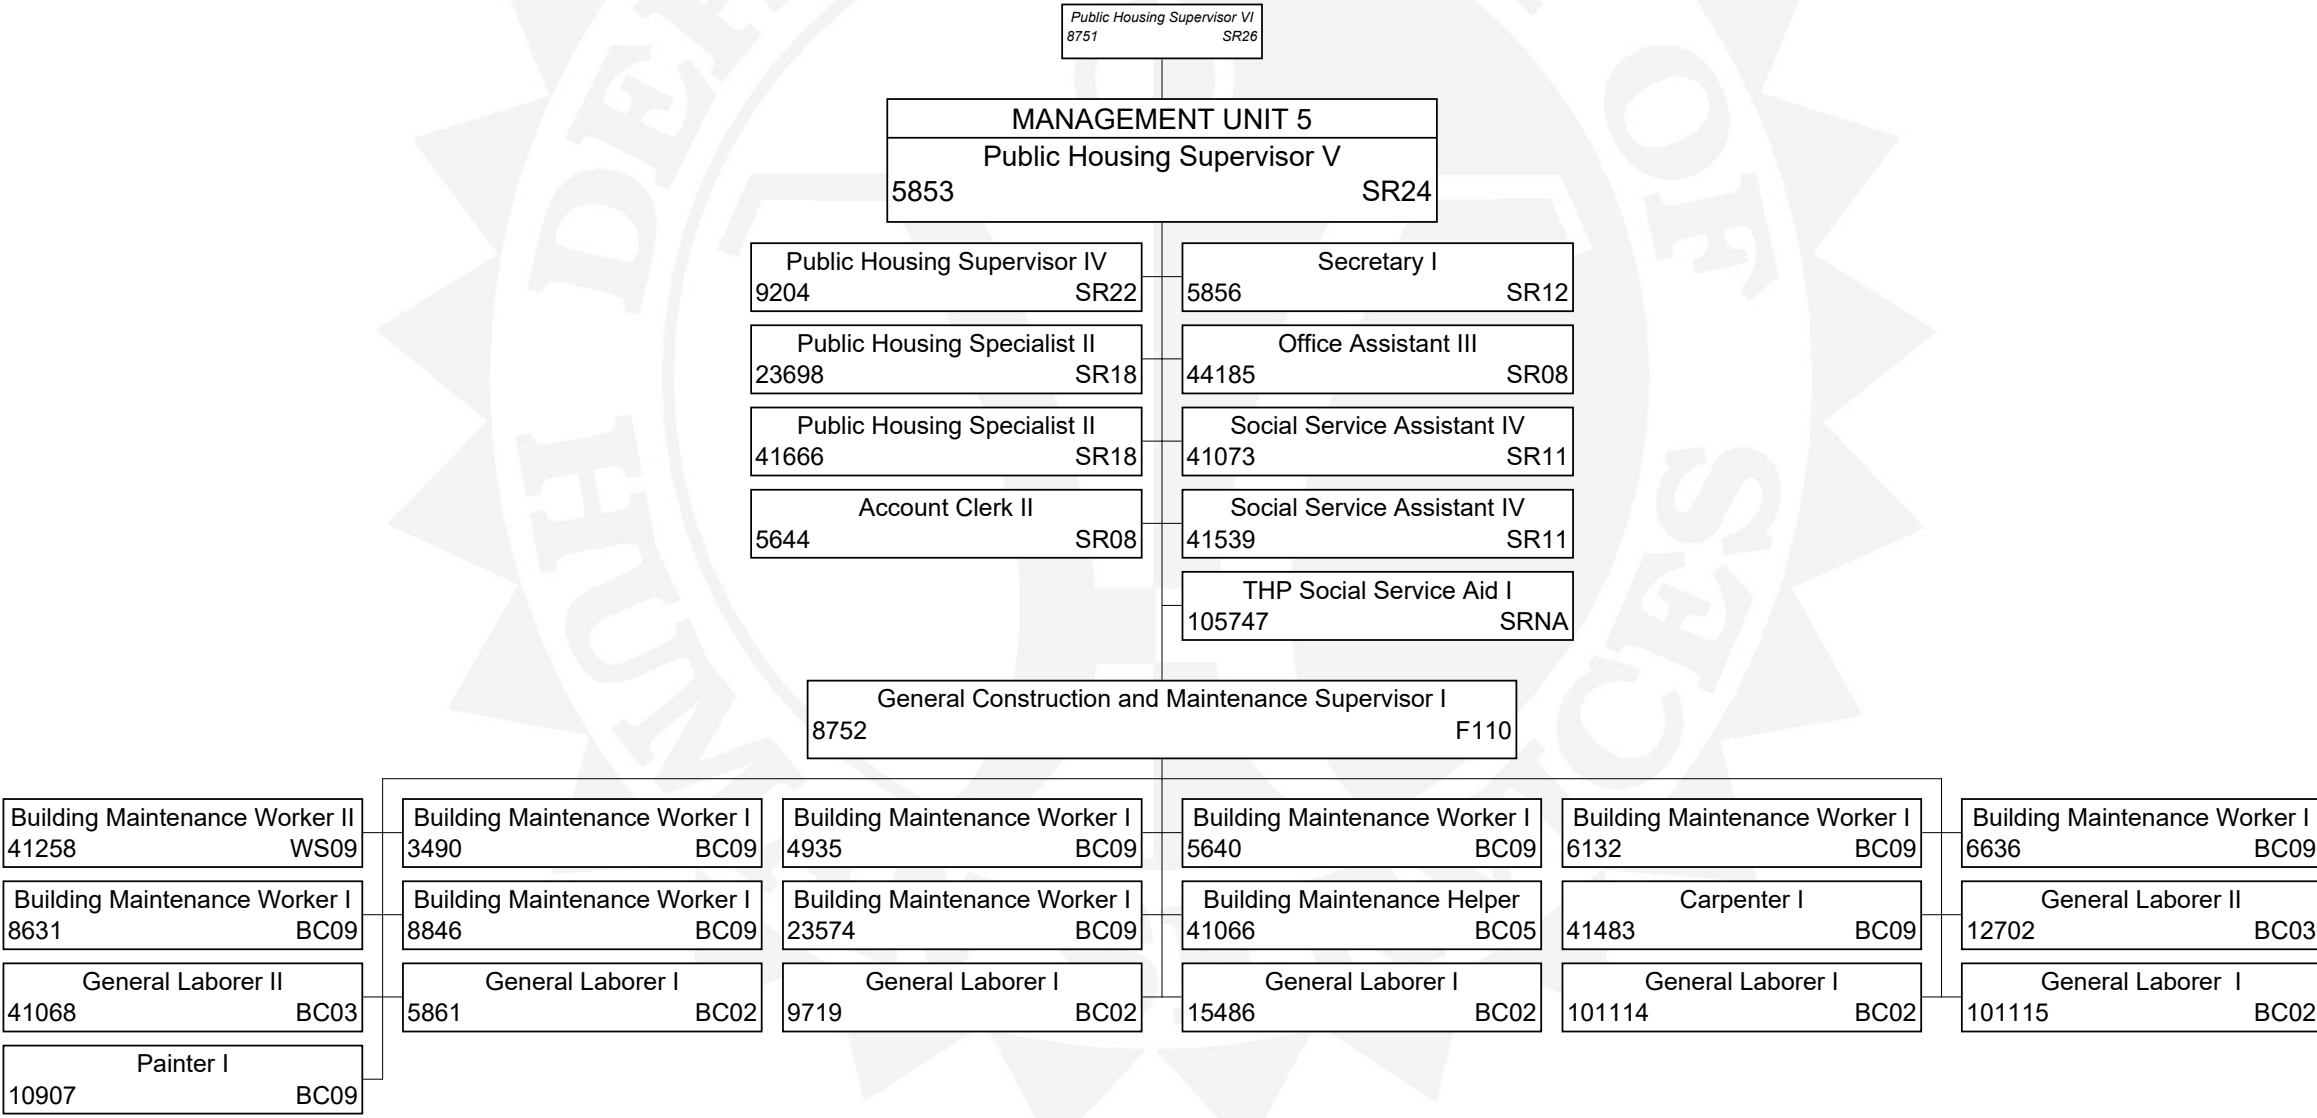 Public Housing Supervisor VI
8751 SR26
MANAGEMENT UNIT 5
Public Housing Supervisor V
5853 SR24
Public Housing Supervisor IV
9204 SR22
Secretary I
5856 SR12
Public Housing Specialist II
23698 SR18
Office Assistant III
44185 SR08
Public Housing Specialist II
41666 SR18
Social Service Assistant IV
41073 SR11
Account Clerk II
5644 SR08
Social Service Assistant IV
41539 SR11
THP Social Service Aid I
105747 SRNA
General Construction and Maintenance Supervisor I
8752 F110
Building Maintenance Worker II
41258 WS09
Building Maintenance Worker I
3490 BC09
Building Maintenance Worker I
4935 BC09
Building Maintenance Worker I
5640 BC09
Building Maintenance Worker I
6132 BC09
Building Maintenance Worker I
6636 BC09
Building Maintenance Worker I
8631 BC09
Building Maintenance Worker I
8846 BC09
Building Maintenance Worker I
23574 BC09
Building Maintenance Helper
41066 BC05
Carpenter I
41483 BC09
General Laborer II
12702 BC03
General Laborer II
41068 BC03
General Laborer I
5861 BC02
General Laborer I
9719 BC02
General Laborer I
15486 BC02
General Laborer I
101114 BC02
General Laborer I
101115 BC02
Painter I
10907 BC09